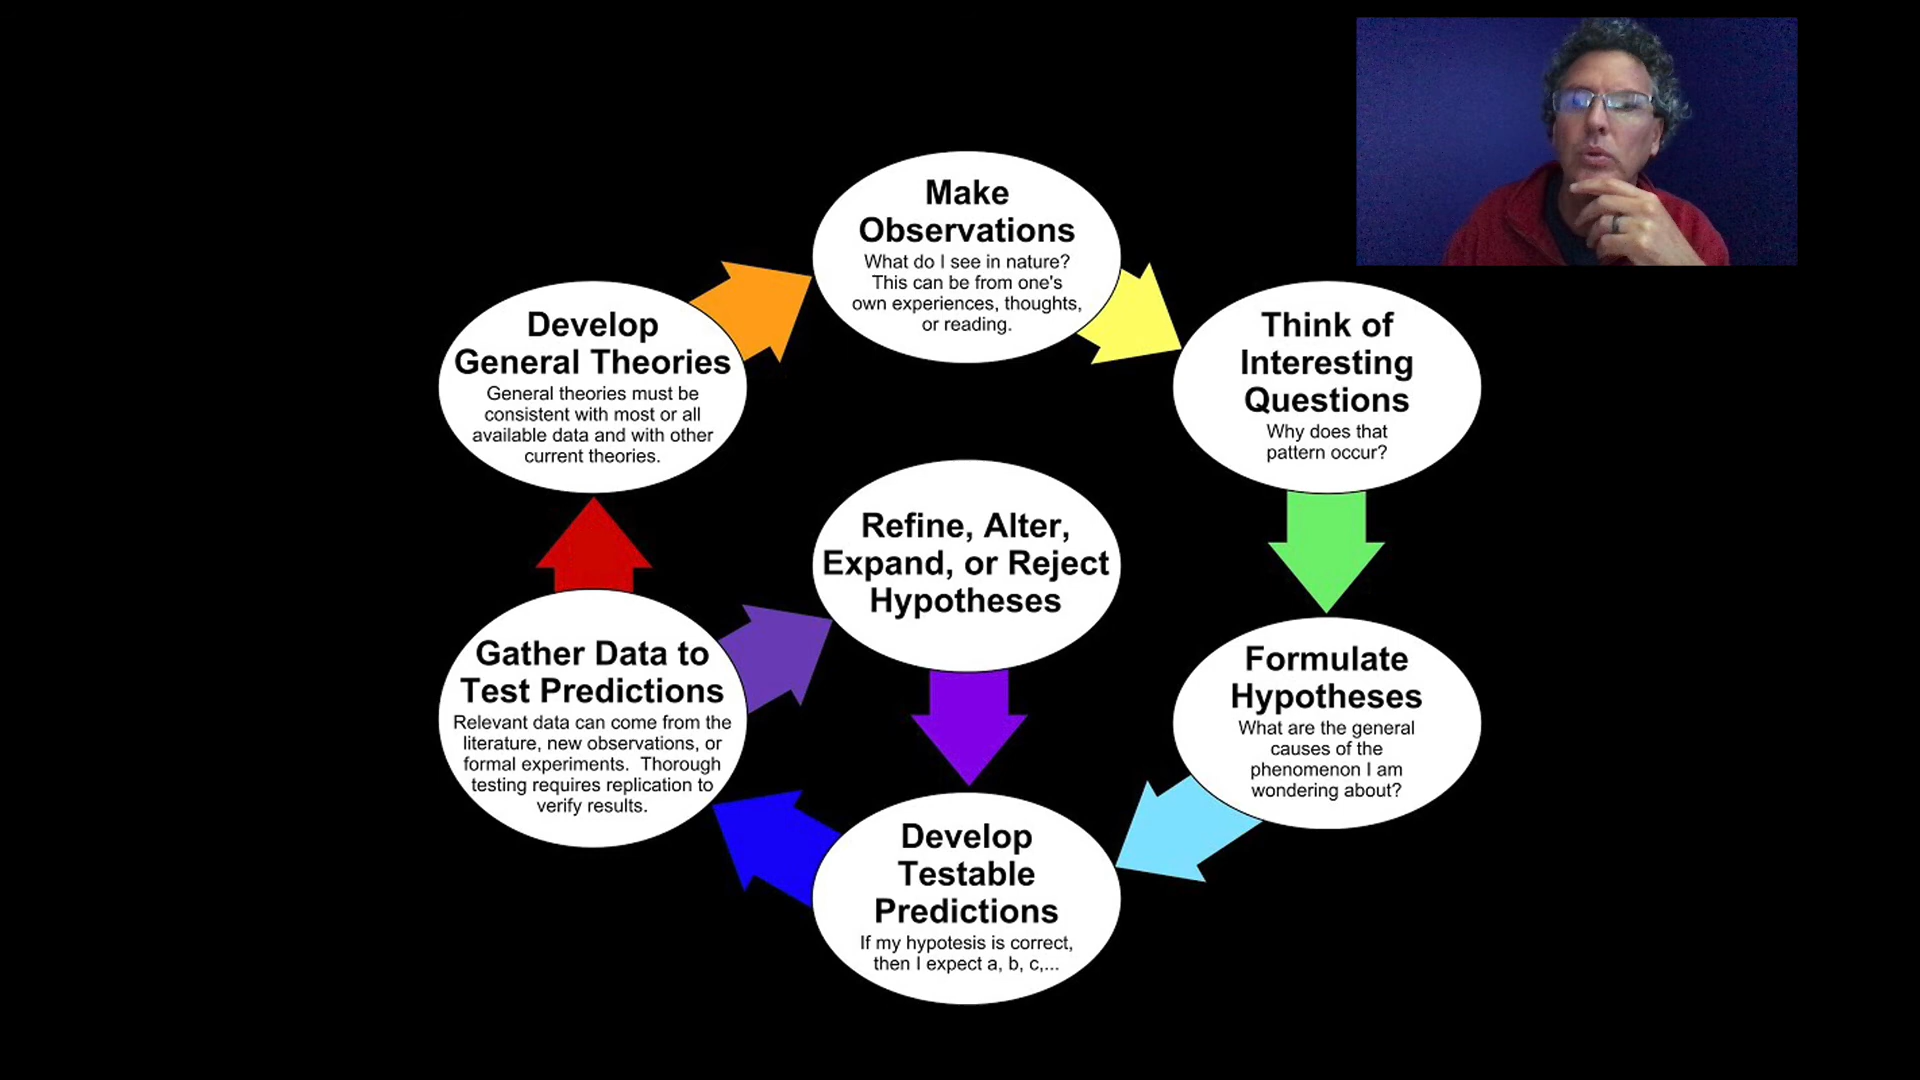 Make
Observations
What do I see in nature?
This can be from one's
own experiences, thoughts,
or reading.
Think of
Interesting
Questions
Why does that
pattern occur?
Formulate
Hypotheses
What are the general
causes of the
phenomenon I am
wondering about?
Develop
Testable
Predictions
If my hypotesis is correct,
then I expect a, b, c,...
Gather Data to
Test Predictions
Relevant data can come from the
literature, new observations, or
formal experiments.  Thorough
testing requires replication to
verify results.
Refine, Alter,
Expand, or Reject
Hypotheses
Develop
General Theories
General theories must be
consistent with most or all
available data and with other
current theories.